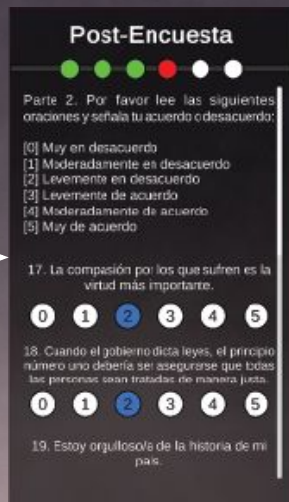 Post-Encuesta
Parte 2. Por favor lee las siguientes
oraciones y señala tu acuerdo o desacuerdo:
[0] Muy en desacuerdo
[1] Moderadamente en desacuerdo
[2] Levemente en desacuerdo
[3] Levemente de acuerdo
[4] Moderadamente de acuerdo
[5] Muy de acuerdo
17. La compasión por los que sufren es la
virtud más importante.
0 1 2 3 4 5
18. Cuando el gobierno dicta leyes, el principio
número uno debería ser asegurarse que todas
las personas sean tratadas de manera justa.
0 1 2 3 4 5
19. Estoy orgulloso/a de la historia de mi
país.